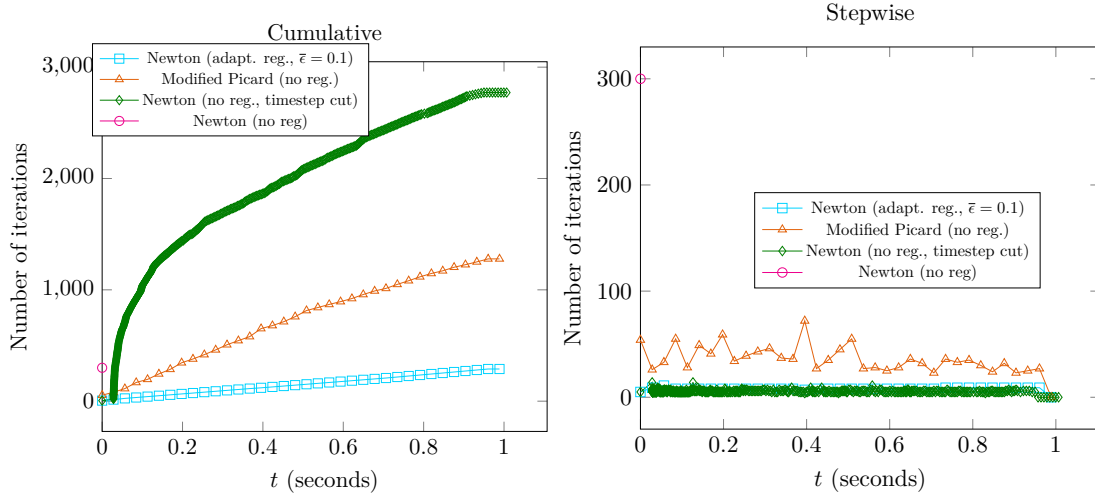 Cumulative
3,000
2,000
1,000
0
0
0.2
0.4
0.6
0.8
1
Number of iterations
t (seconds)
Newton (adapt. reg., ε̅ = 0.1)
Modified Picard (no reg.)
Newton (no reg., timestep cut)
Newton (no reg)
Stepwise
300
200
100
0
0
0.2
0.4
0.6
0.8
1
Number of iterations
t (seconds)
Newton (adapt. reg., ε̅ = 0.1)
Modified Picard (no reg.)
Newton (no reg., timestep cut)
Newton (no reg)